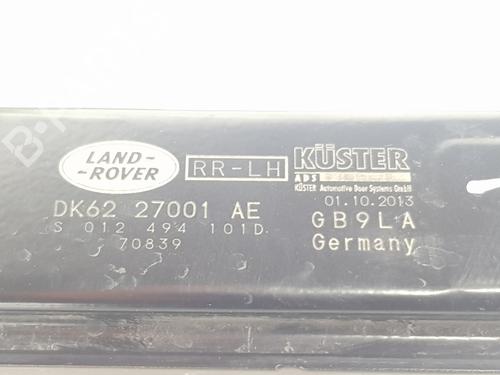 LAND-
-ROVER
RR-LH
KÜSTER
ADS
KÜSTER Automotive Door Systems GmbH
DK62 27001 AE
01.10.2013
S 012 494 101D
GB9LA
70839
Germany